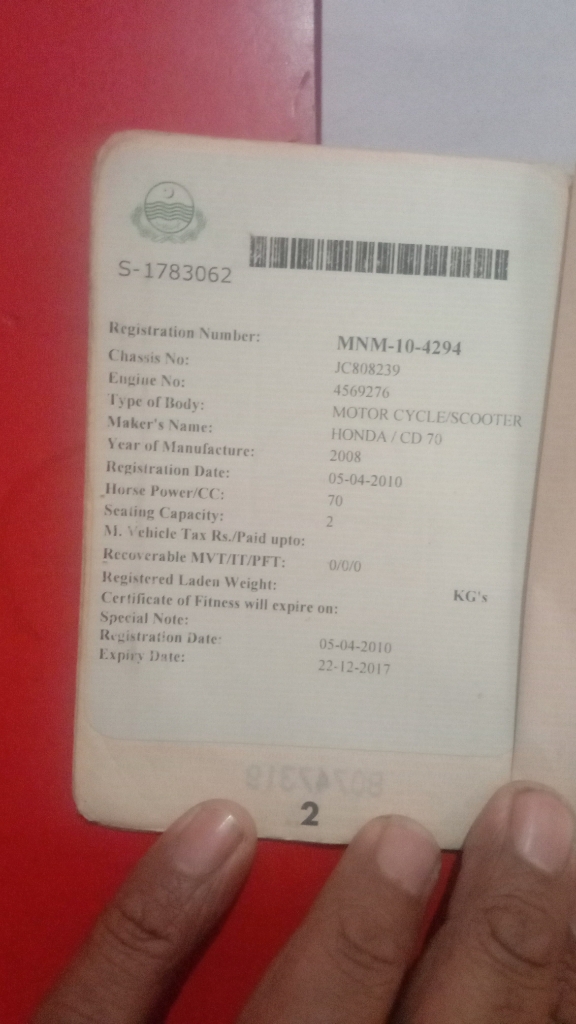 S-1783062
Registration Number: MNM-10-4294
Chassis No: JC808239
Engine No: 4569276
Type of Body: MOTOR CYCLE/SCOOTER
Maker's Name: HONDA / CD 70
Year of Manufacture: 2008
Registration Date: 05-04-2010
Horse Power/CC: 70
Seating Capacity: 2
M. Vehicle Tax Rs./Paid upto:
Recoverable MVT/IT/PFT: 0/0/0
Registered Laden Weight: KG's
Certificate of Fitness will expire on:
Special Note:
Registration Date: 05-04-2010
Expiry Date: 22-12-2017
2